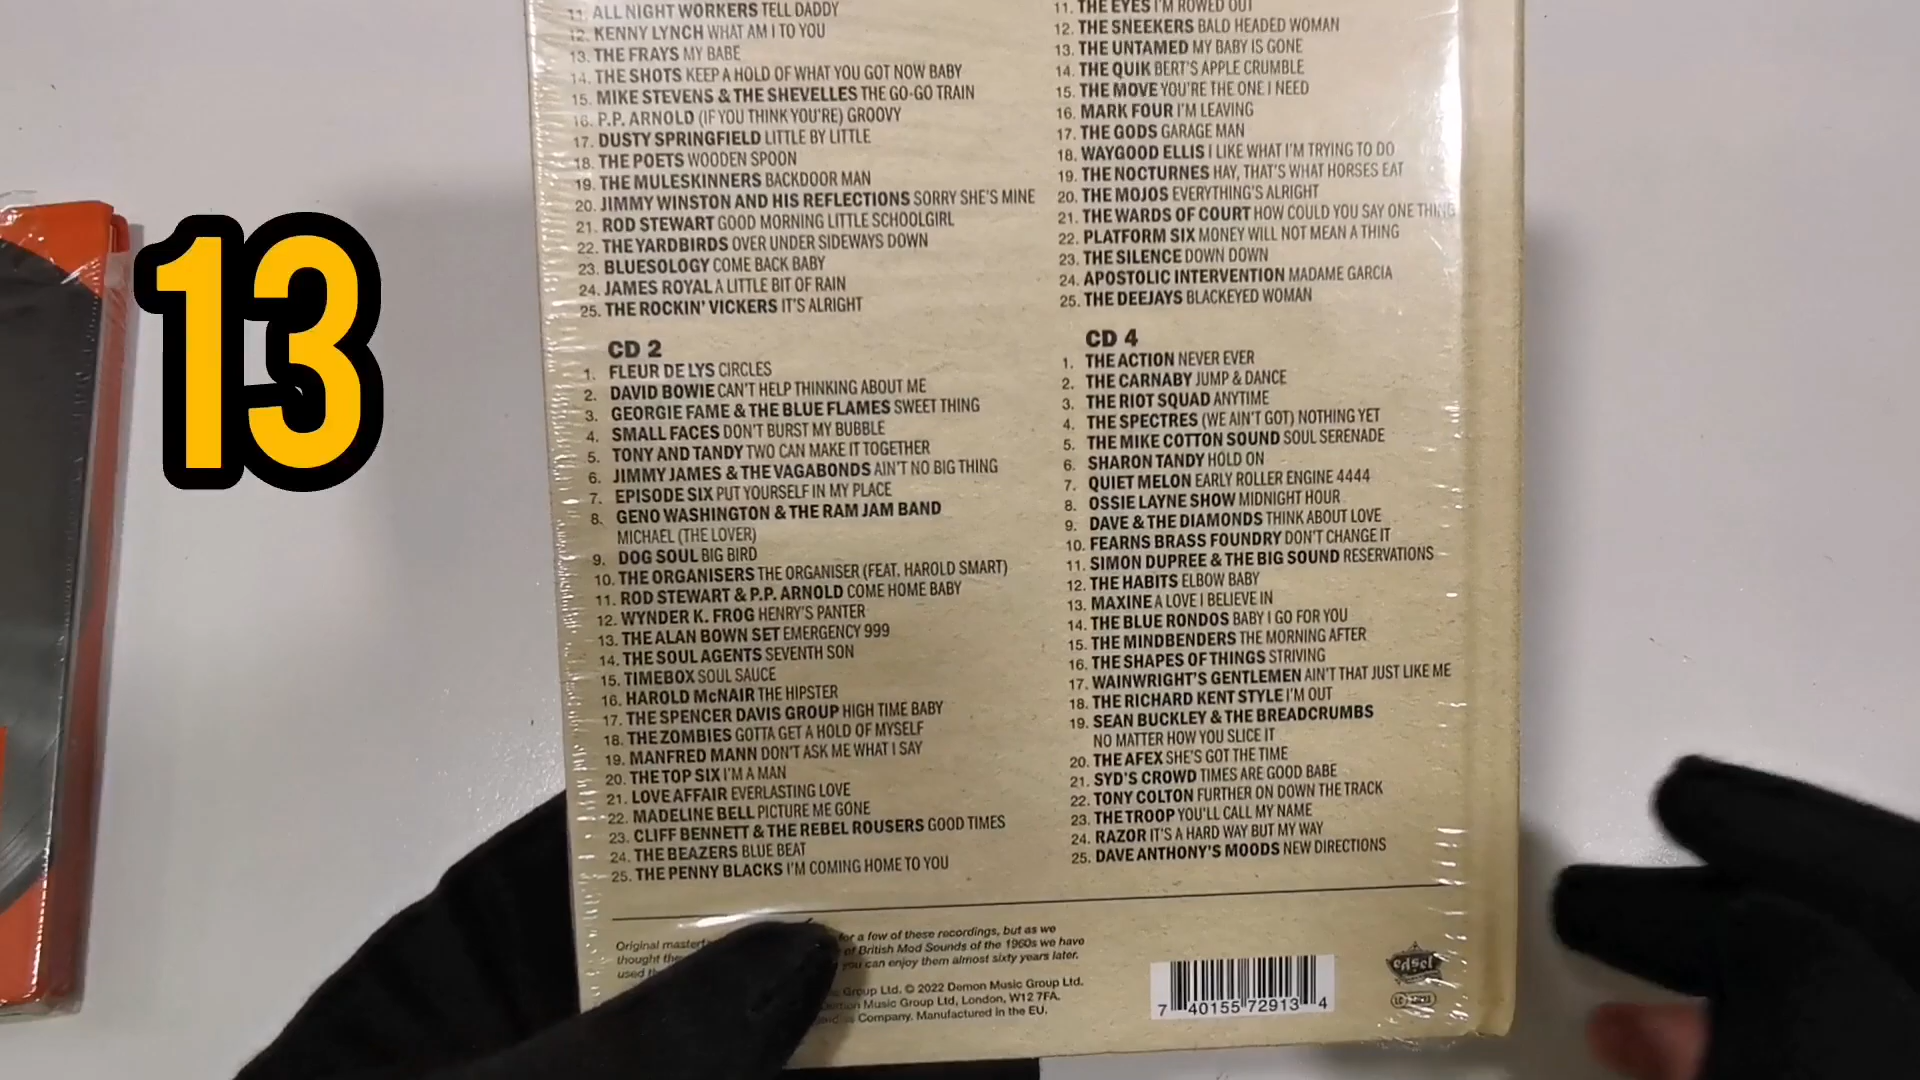 13
11. ALL NIGHT WORKERS TELL DADDY
12. KENNY LYNCH WHAT AM I TO YOU
13. THE FRAYS MY BABE
14. THE SHOTS KEEP A HOLD OF WHAT YOU GOT NOW BABY
15. MIKE STEVENS & THE SHEVELLES THE GO-GO TRAIN
16. P.P. ARNOLD (IF YOU THINK YOU'RE) GROOVY
17. DUSTY SPRINGFIELD LITTLE BY LITTLE
18. THE POETS WOODEN SPOON
19. THE MULESKINNERS BACKDOOR MAN
20. JIMMY WINSTON AND HIS REFLECTIONS SORRY SHE'S MINE
21. ROD STEWART GOOD MORNING LITTLE SCHOOLGIRL
22. THE YARDBIRDS OVER UNDER SIDEWAYS DOWN
23. BLUESOLOGY COME BACK BABY
24. JAMES ROYAL A LITTLE BIT OF RAIN
25. THE ROCKIN' VICKERS IT'S ALRIGHT
CD 2
1. FLEUR DE LYS CIRCLES
2. DAVID BOWIE CAN'T HELP THINKING ABOUT ME
3. GEORGIE FAME & THE BLUE FLAMES SWEET THING
4. SMALL FACES DON'T BURST MY BUBBLE
5. TONY AND TANDY TWO CAN MAKE IT TOGETHER
6. JIMMY JAMES & THE VAGABONDS AIN'T NO BIG THING
7. EPISODE SIX PUT YOURSELF IN MY PLACE
8. GENO WASHINGTON & THE RAM JAM BAND
MICHAEL (THE LOVER)
9. DOG SOUL BIG BIRD
10. THE ORGANISERS THE ORGANISER (FEAT. HAROLD SMART)
11. ROD STEWART & P.P. ARNOLD COME HOME BABY
12. WYNDER K. FROG HENRY'S PANTER
13. THE ALAN BOWN SET EMERGENCY 999
14. THE SOUL AGENTS SEVENTH SON
15. TIMEBOX SOUL SAUCE
16. HAROLD McNAIR THE HIPSTER
17. THE SPENCER DAVIS GROUP HIGH TIME BABY
18. THE ZOMBIES GOTTA GET A HOLD OF MYSELF
19. MANFRED MANN DON'T ASK ME WHAT I SAY
20. THE TOP SIX I'M A MAN
21. LOVE AFFAIR EVERLASTING LOVE
22. MADELINE BELL PICTURE ME GONE
23. CLIFF BENNETT & THE REBEL ROUSERS GOOD TIMES
24. THE BEAZERS BLUE BEAT
25. THE PENNY BLACKS I'M COMING HOME TO YOU
11. THE EYES I'M ROWED OUT
12. THE SNEEKERS BALD HEADED WOMAN
13. THE UNTAMED MY BABY IS GONE
14. THE QUIK BERT'S APPLE CRUMBLE
15. THE MOVE YOU'RE THE ONE I NEED
16. MARK FOUR I'M LEAVING
17. THE GODS GARAGE MAN
18. WAYGOOD ELLIS I LIKE WHAT I'M TRYING TO DO
19. THE NOCTURNES HAY, THAT'S WHAT HORSES EAT
20. THE MOJOS EVERYTHING'S ALRIGHT
21. THE WARDS OF COURT HOW COULD YOU SAY ONE THING
22. PLATFORM SIX MONEY WILL NOT MEAN A THING
23. THE SILENCE DOWN DOWN
24. APOSTOLIC INTERVENTION MADAME GARCIA
25. THE DEEJAYS BLACKEYED WOMAN
CD 4
1. THE ACTION NEVER EVER
2. THE CARNABY JUMP & DANCE
3. THE RIOT SQUAD ANYTIME
4. THE SPECTRES (WE AIN'T GOT) NOTHING YET
5. THE MIKE COTTON SOUND SOUL SERENADE
6. SHARON TANDY HOLD ON
7. QUIET MELON EARLY ROLLER ENGINE 4444
8. OSSIE LAYNE SHOW MIDNIGHT HOUR
9. DAVE & THE DIAMONDS THINK ABOUT LOVE
10. FEARNS BRASS FOUNDRY DON'T CHANGE IT
11. SIMON DUPREE & THE BIG SOUND RESERVATIONS
12. THE HABITS ELBOW BABY
13. MAXINE A LOVE I BELIEVE IN
14. THE BLUE RONDOS BABY I GO FOR YOU
15. THE MINDBENDERS THE MORNING AFTER
16. THE SHAPES OF THINGS STRIVING
17. WAINWRIGHT'S GENTLEMEN AIN'T THAT JUST LIKE ME
18. THE RICHARD KENT STYLE I'M OUT
19. SEAN BUCKLEY & THE BREADCRUMBS
NO MATTER HOW YOU SLICE IT
20. THE AFEX SHE'S GOT THE TIME
21. SYD'S CROWD TIMES ARE GOOD BABE
22. TONY COLTON FURTHER ON DOWN THE TRACK
23. THE TROOP YOU'LL CALL MY NAME
24. RAZOR IT'S A HARD WAY BUT MY WAY
25. DAVE ANTHONY'S MOODS NEW DIRECTIONS
Original for a few of these recordings, but as we
thought of British Mod Sounds of the 1960s we have
used you can enjoy them almost sixty years later.
Group Ltd. © 2022 Demon Music Group Ltd.
Demon Music Group Ltd, London, W12 7FA.
Company. Manufactured in the EU.
7 40155 72913 4
edsel